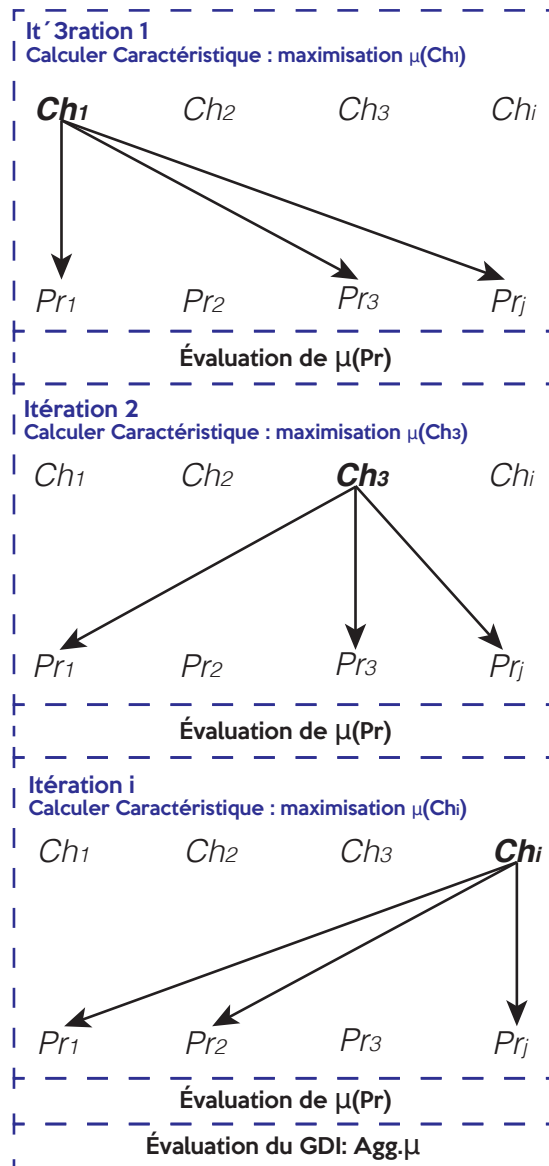 It´3ration 1
Calculer Caractéristique : maximisation µ(Ch1)
Ch1 Ch2 Ch3 Chi
Pr1 Pr2 Pr3 Prj
Évaluation de µ(Pr)
Itération 2
Calculer Caractéristique : maximisation µ(Ch3)
Ch1 Ch2 Ch3 Chi
Pr1 Pr2 Pr3 Prj
Évaluation de µ(Pr)
Itération i
Calculer Caractéristique : maximisation µ(Chi)
Ch1 Ch2 Ch3 Chi
Pr1 Pr2 Pr3 Prj
Évaluation de µ(Pr)
Évaluation du GDI: Agg.µ